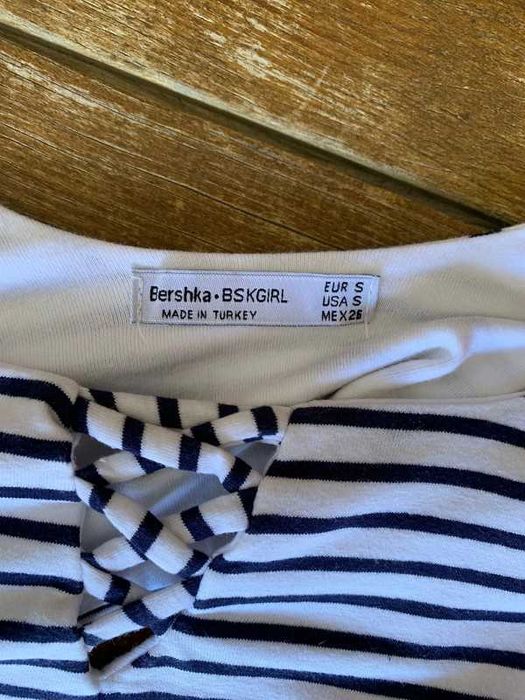 Bershka • BSKGIRL
MADE IN TURKEY
EUR S
USA S
MEX 26